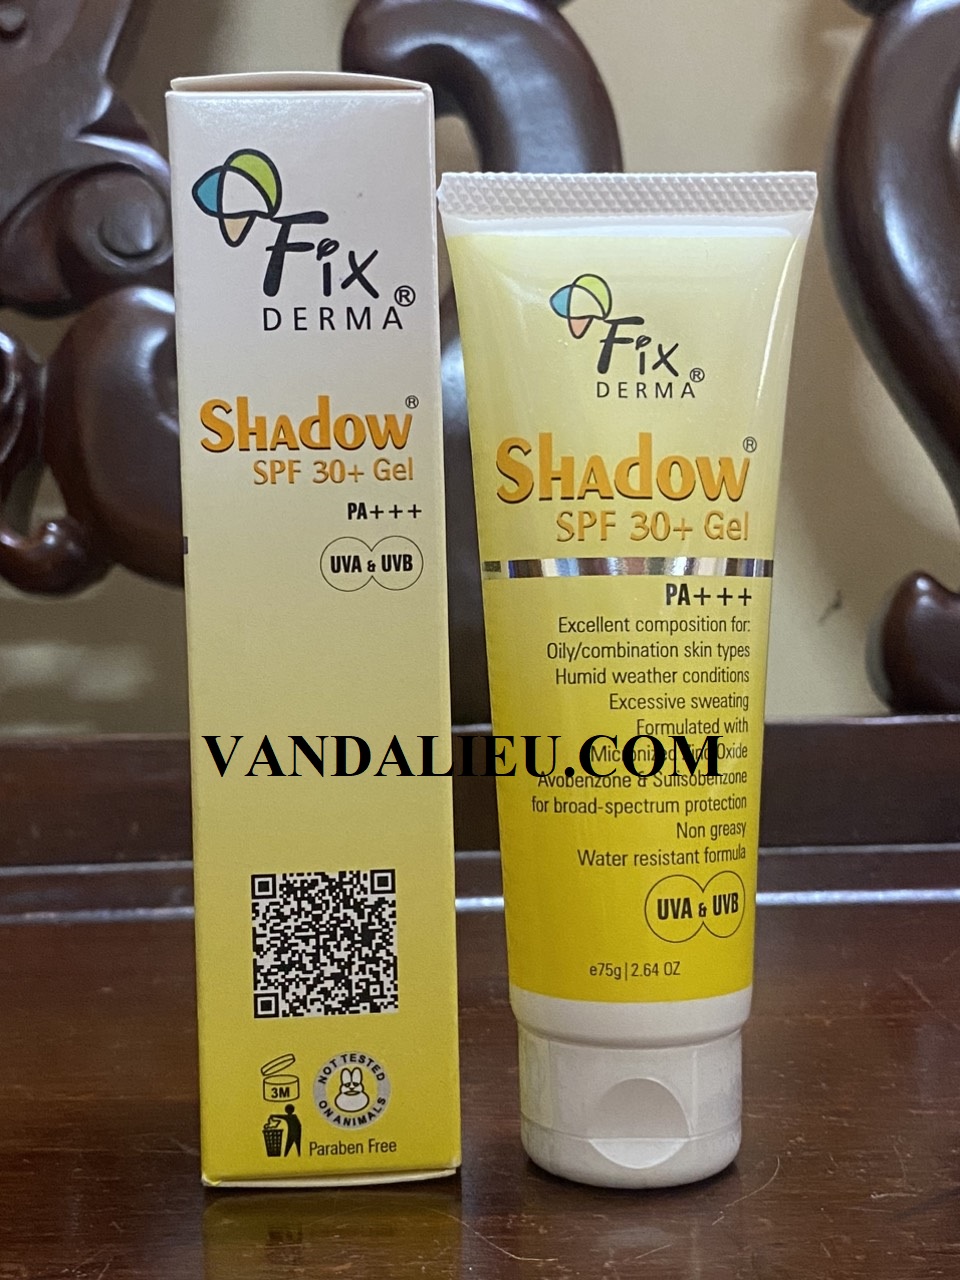 Fix
DERMA®
Shadow®
SPF 30+ Gel
PA+++
UVA & UVB
3M
NOT TESTED
ON ANIMALS
Paraben Free
Fix
DERMA®
Shadow®
SPF 30+ Gel
PA+++
Excellent composition for:
Oily/combination skin types
Humid weather conditions
Excessive sweating
Formulated with
Micronized Zinc Oxide
Avobenzone & Sulisobenzone
for broad-spectrum protection
Non greasy
Water resistant formula
UVA & UVB
e75g|2.64 OZ
VANDALIEU.COM